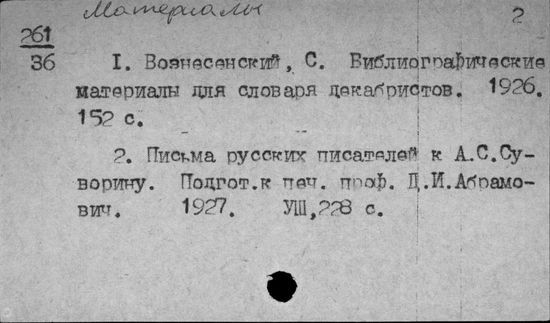 Материалы
2
261
36
I. Вознесенский, С. Библиографические
материалы для словаря декабристов. 1926.
152 с.
2. Письма русских писателей к А.С.Су-
ворину. Подгот.к печ. проф. Д.И.Абрамо-
вич. 1927. УШ,228 с.